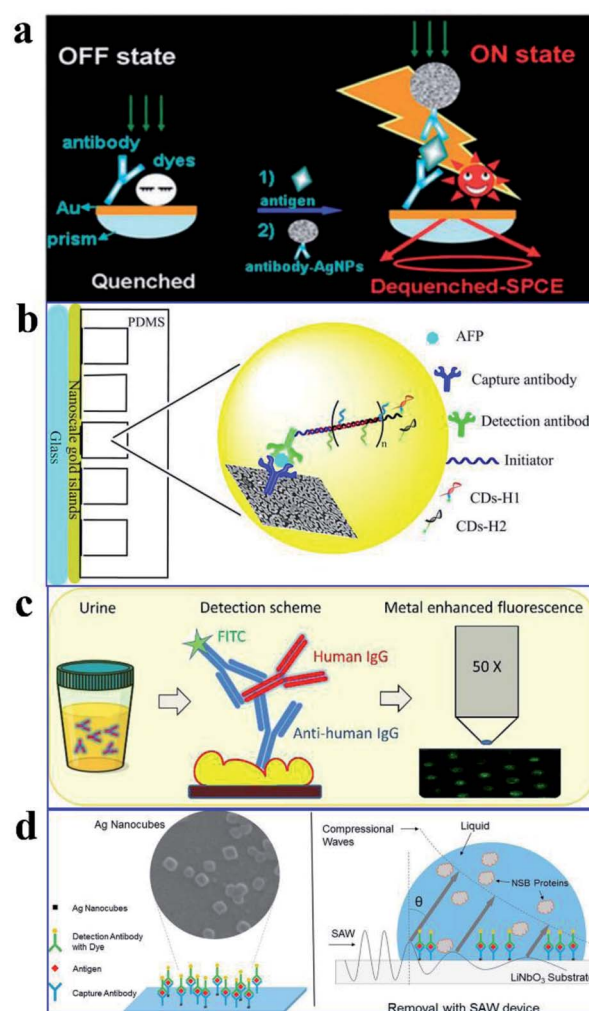 a
OFF state
ON state
antibody
dyes
Au
prism
Quenched
1)
antigen
2)
antibody-AgNPs
Dequenched-SPCE
b
PDMS
Glass
Nanoscale gold islands
n
AFP
Capture antibody
Detection antibod
Initiator
CDs-H1
CDs-H2
c
Urine
Detection scheme
Metal enhanced fluorescence
FITC
Human IgG
Anti-human IgG
50 X
d
Ag Nanocubes
Ag Nanocubes
Detection Antibody
with Dye
Antigen
Capture Antibody
Compressional
Waves
Liquid
NSB Proteins
θ
SAW
LiNbO3 Substrate
Removal with SAW device